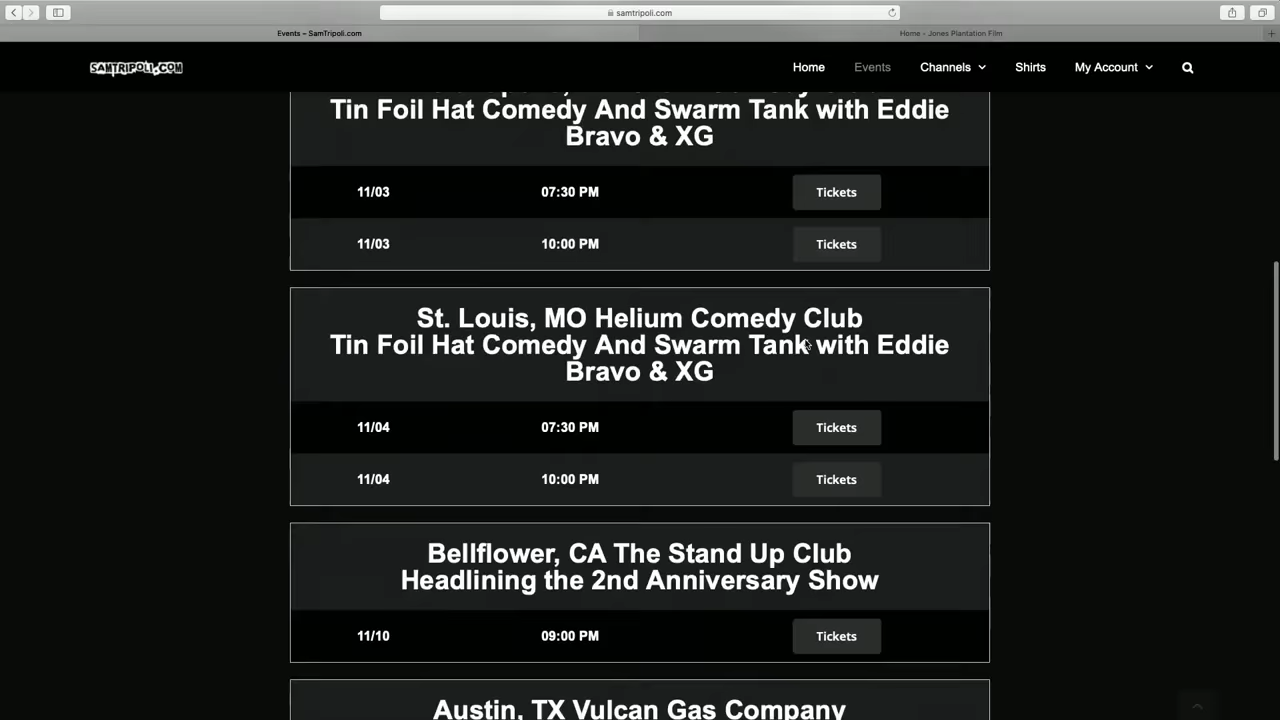 samtripoli.com
Events – SamTripoli.com
Home - Jones Plantation Film
SAMTRIPOLI.COM
Home
Events
Channels
Shirts
My Account
Tin Foil Hat Comedy And Swarm Tank with Eddie
Bravo & XG
11/03
07:30 PM
Tickets
11/03
10:00 PM
Tickets
St. Louis, MO Helium Comedy Club
Tin Foil Hat Comedy And Swarm Tank with Eddie
Bravo & XG
11/04
07:30 PM
Tickets
11/04
10:00 PM
Tickets
Bellflower, CA The Stand Up Club
Headlining the 2nd Anniversary Show
11/10
09:00 PM
Tickets
Austin, TX Vulcan Gas Company